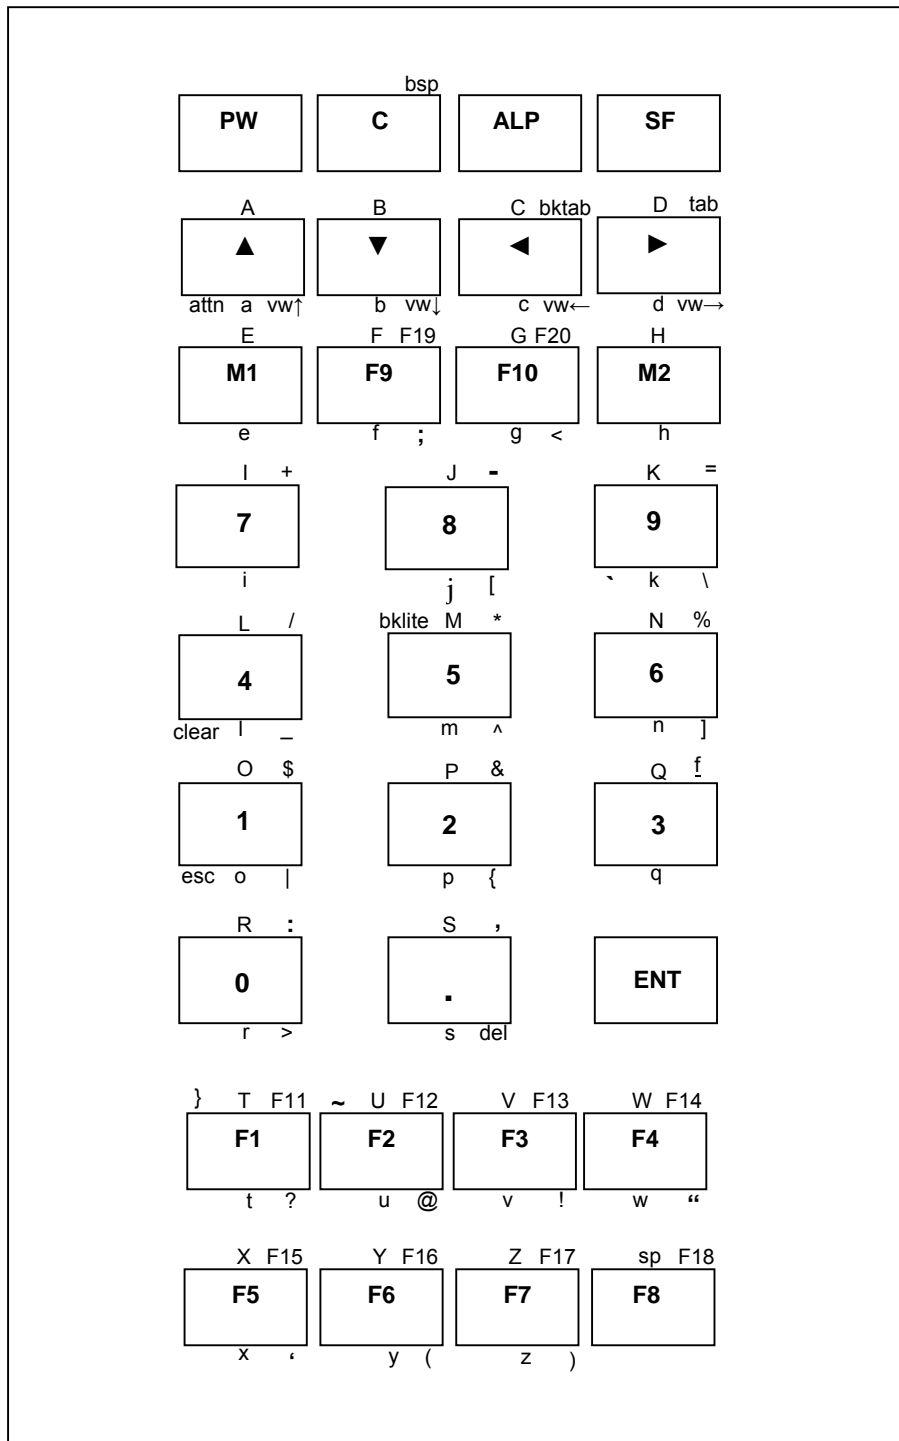 bsp
PW C ALP SF
A B C bktab D tab
▲ ▼ ◄ ►
attn a vw↑ b vw↓ c vw← d vw→
E F F19 G F20 H
M1 F9 F10 M2
e f ; g < h
I + J - K =
7 8 9
i j [ ` k \
L / bklite M * N %
4 5 6
clear l _ m ^ n ]
O $ P & Q f
1 2 3
esc o | p { q
R : S ,
0 . ENT
r > s del
} T F11 ~ U F12 V F13 W F14
F1 F2 F3 F4
t ? u @ v ! w “
X F15 Y F16 Z F17 sp F18
F5 F6 F7 F8
x ‘ y ( z )